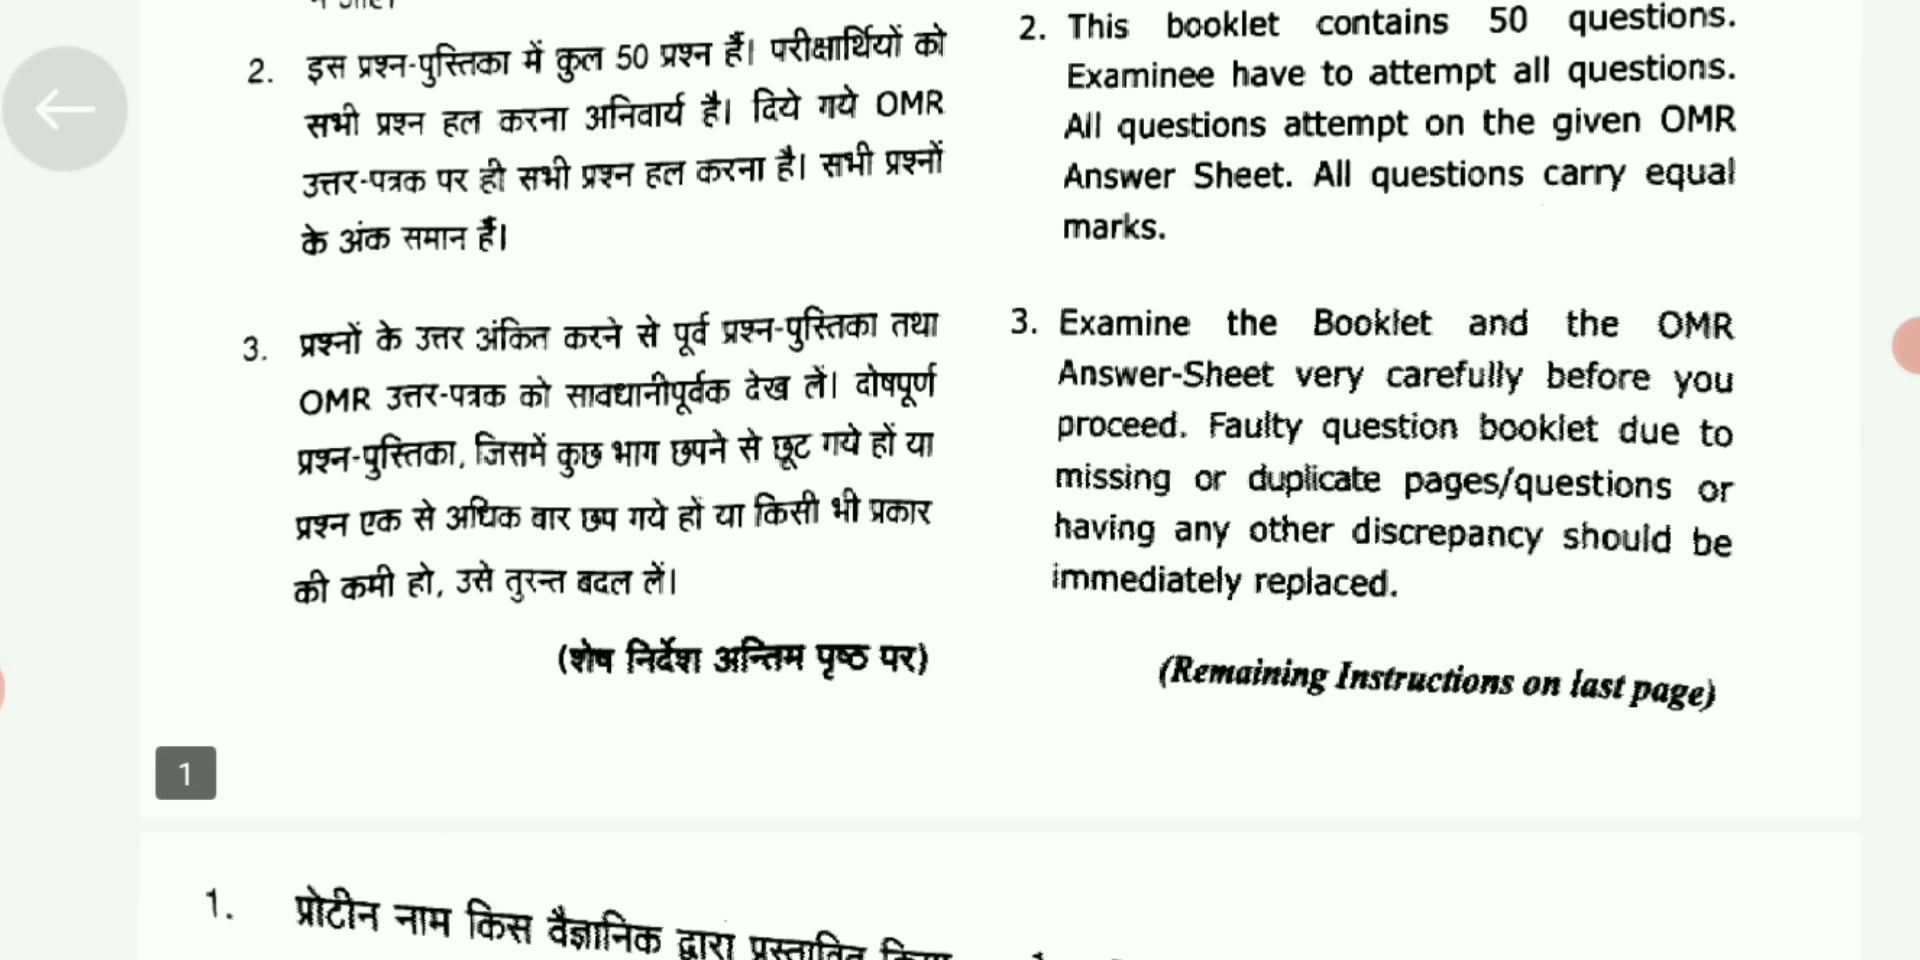 2. इस प्रश्न-पुस्तिका में कुल 50 प्रश्न हैं। परीक्षार्थियों को
सभी प्रश्न हल करना अनिवार्य है। दिये गये OMR
उत्तर-पत्रक पर ही सभी प्रश्न हल करना है। सभी प्रश्नों
के अंक समान हैं।
3. प्रश्नों के उत्तर अंकित करने से पूर्व प्रश्न-पुस्तिका तथा
OMR उत्तर-पत्रक को सावधानीपूर्वक देख लें। दोषपूर्ण
प्रश्न-पुस्तिका, जिसमें कुछ भाग छपने से छूट गये हों या
प्रश्न एक से अधिक बार छप गये हों या किसी भी प्रकार
की कमी हो, उसे तुरन्त बदल लें।
(शेष निर्देश अन्तिम पृष्ठ पर)
2. This booklet contains 50 questions.
Examinee have to attempt all questions.
All questions attempt on the given OMR
Answer Sheet. All questions carry equal
marks.
3. Examine the Booklet and the OMR
Answer-Sheet very carefully before you
proceed. Faulty question booklet due to
missing or duplicate pages/questions or
having any other discrepancy should be
immediately replaced.
(Remaining Instructions on last page)
1
1. प्रोटीन नाम किस वैज्ञानिक द्वारा प्रस्तावित किया